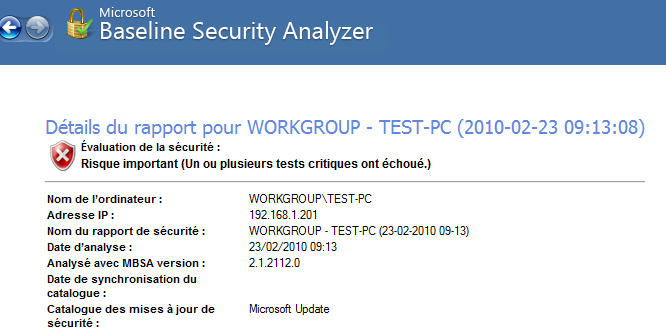 Microsoft
Baseline Security Analyzer
Détails du rapport pour WORKGROUP - TEST-PC (2010-02-23 09:13:08)
Évaluation de la sécurité :
Risque important (Un ou plusieurs tests critiques ont échoué.)
Nom de l'ordinateur : WORKGROUP\TEST-PC
Adresse IP : 192.168.1.201
Nom du rapport de sécurité : WORKGROUP - TEST-PC (23-02-2010 09-13)
Date d'analyse : 23/02/2010 09:13
Analysé avec MBSA version : 2.1.2112.0
Date de synchronisation du
catalogue :
Catalogue des mises à jour de Microsoft Update
sécurité :